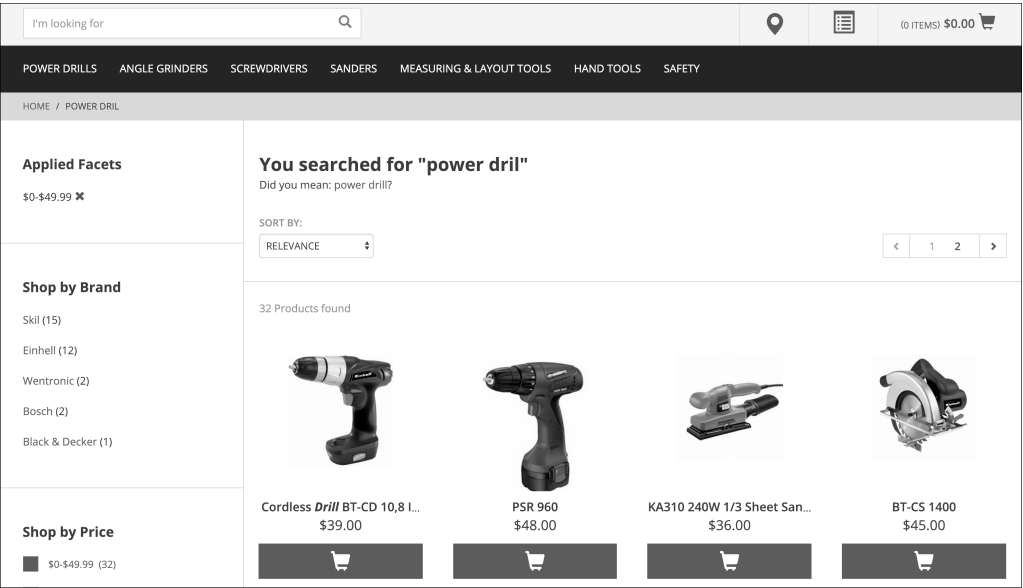 I'm looking for
(0 ITEMS) $0.00
POWER DRILLS ANGLE GRINDERS SCREWDRIVERS SANDERS MEASURING & LAYOUT TOOLS HAND TOOLS SAFETY
HOME / POWER DRIL
Applied Facets
$0-$49.99 ✖
Shop by Brand
Skil (15)
Einhell (12)
Wentronic (2)
Bosch (2)
Black & Decker (1)
Shop by Price
$0-$49.99 (32)
You searched for "power dril"
Did you mean: power drill?
SORT BY:
RELEVANCE
< 1 2 >
32 Products found
Cordless Drill BT-CD 10,8 l...
$39.00
PSR 960
$48.00
KA310 240W 1/3 Sheet San...
$36.00
BT-CS 1400
$45.00